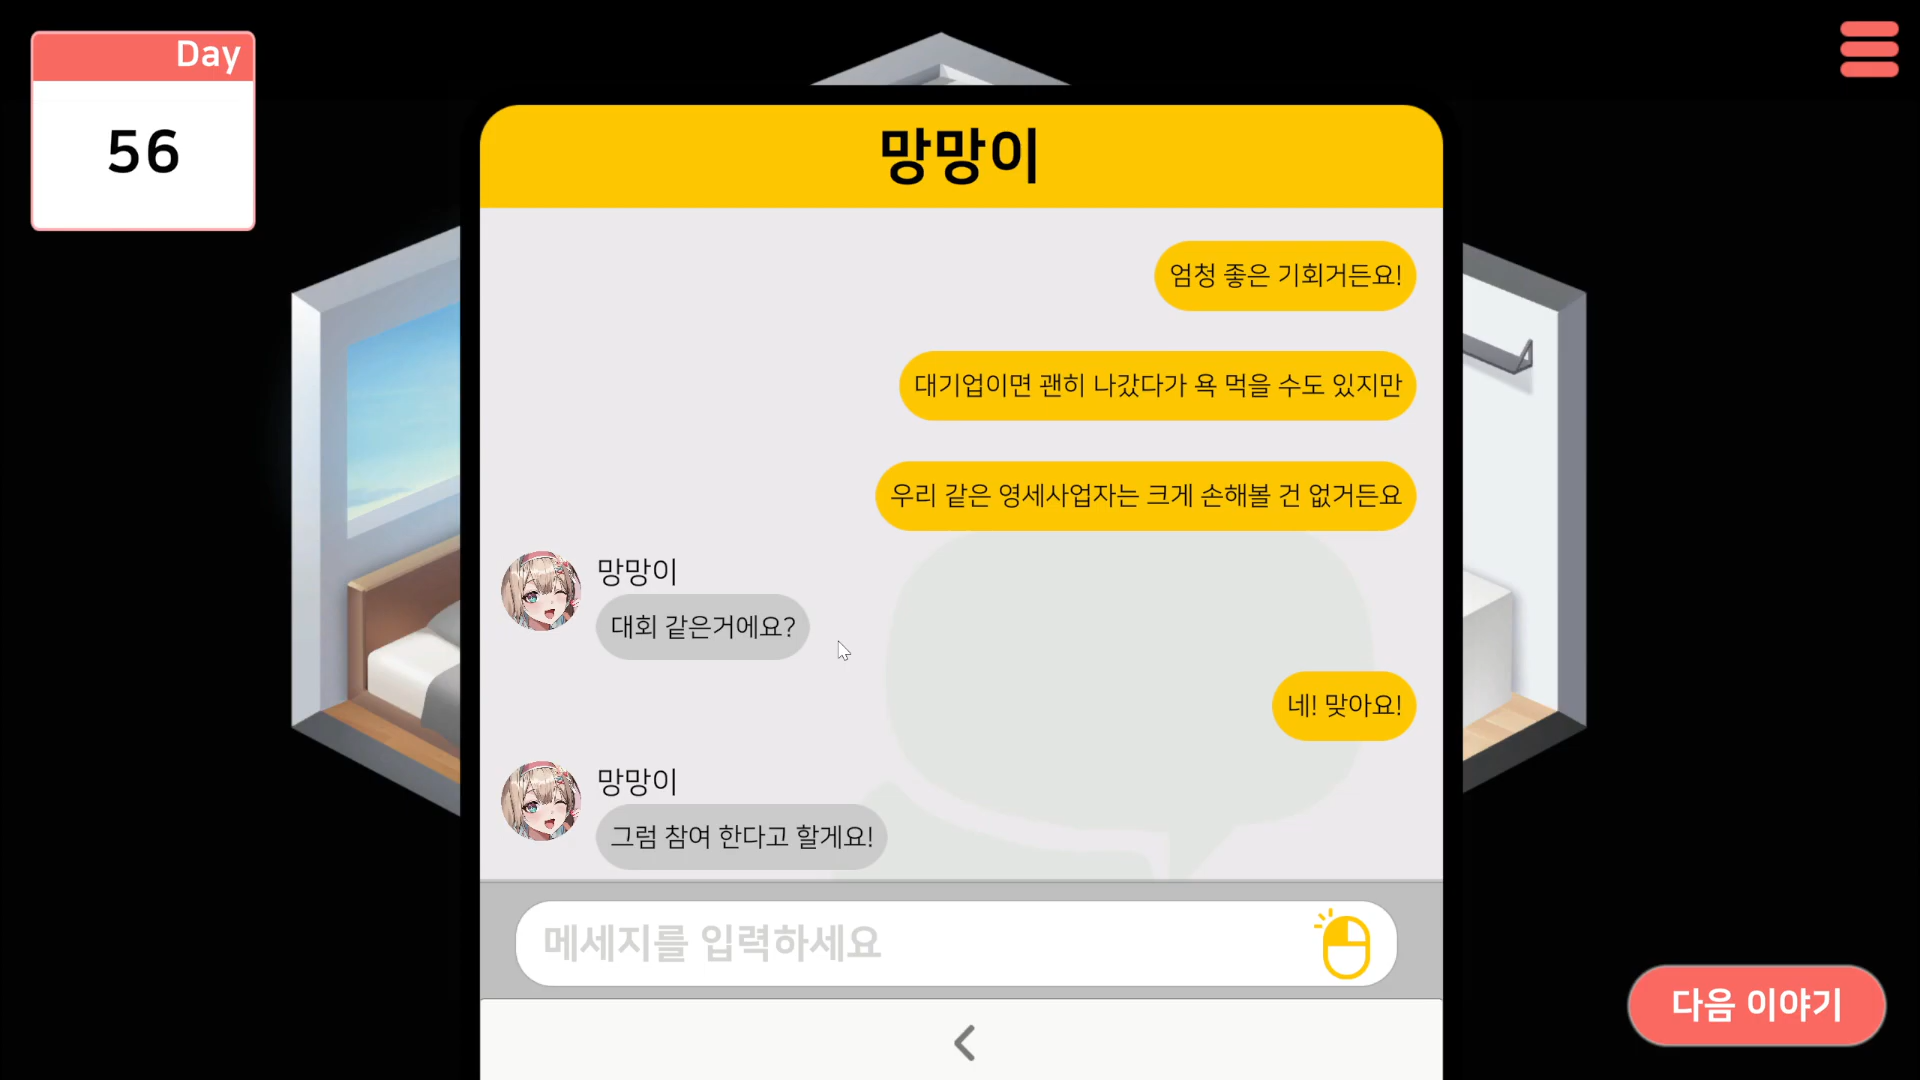 Day
56
망망이
엄청 좋은 기회거든요!
대기업이면 괜히 나갔다가 욕 먹을 수도 있지만
우리 같은 영세사업자는 크게 손해볼 건 없거든요
망망이
대회 같은거에요?
네! 맞아요!
망망이
그럼 참여 한다고 할게요!
메세지를 입력하세요
다음 이야기